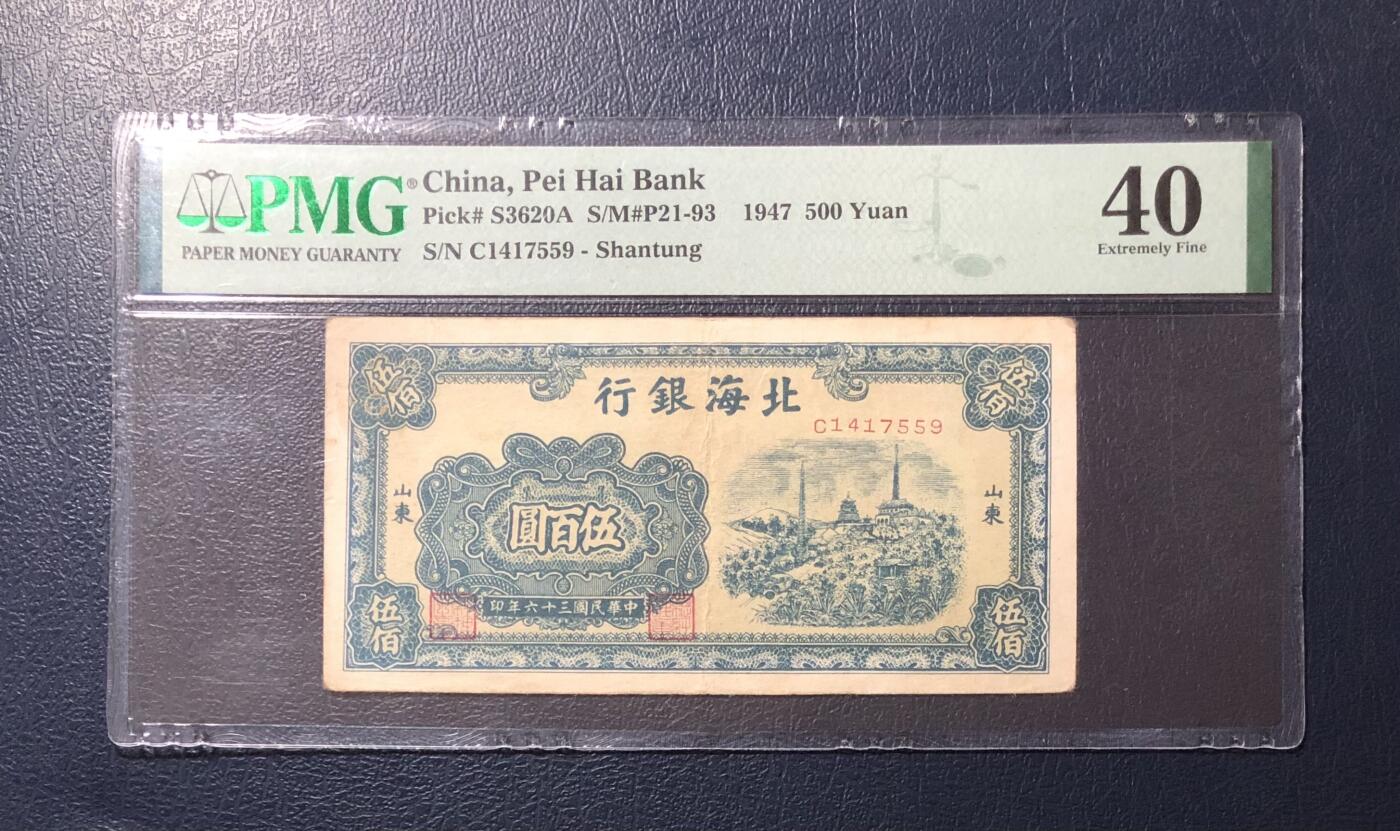 PMG®
PAPER MONEY GUARANTY
China, Pei Hai Bank
Pick# S3620A S/M#P21-93 1947 500 Yuan
S/N C1417559 - Shantung
40
Extremely Fine
伍佰
伍佰
行銀海北
C1417559
山東
山東
圓百伍
印年六十三國民華中
伍佰
伍佰